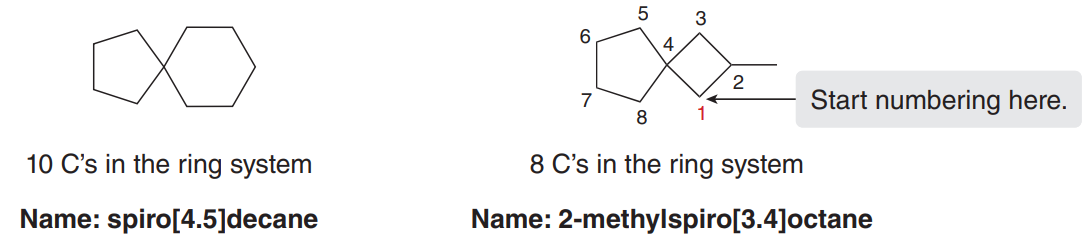 5
3
6
4
2
7
8
1
Start numbering here.
10 C's in the ring system
8 C's in the ring system
Name: spiro[4.5]decane
Name: 2-methylspiro[3.4]octane